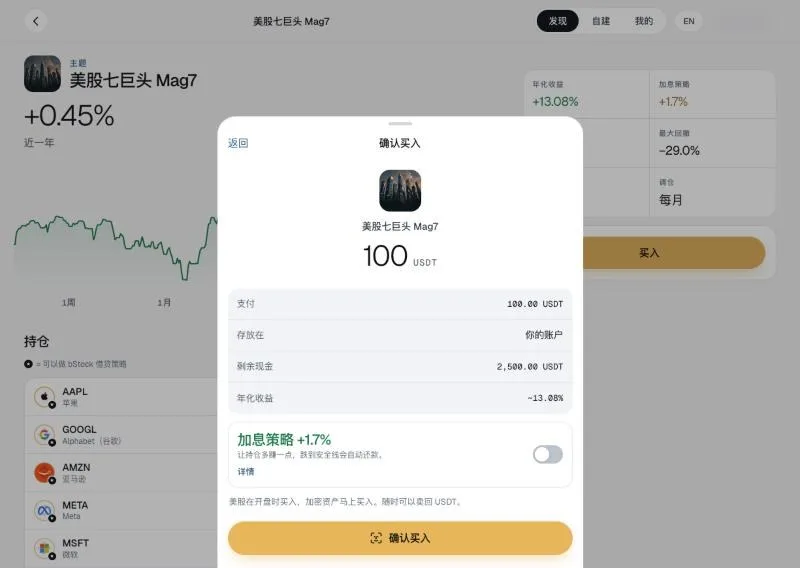 美股七巨头 Mag7
发现
自建
我的
EN
主题
美股七巨头 Mag7
+0.45%
近一年
1周
1月
持仓
= 可以做 bStock 借贷策略
AAPL
苹果
GOOGL
Alphabet（谷歌）
AMZN
亚马逊
META
Meta
MSFT
微软
年化收益
+13.08%
加息策略
+1.7%
最大回撤
-29.0%
调仓
每月
买入
返回
确认买入
美股七巨头 Mag7
100 USDT
支付
100.00 USDT
存放在
你的账户
剩余现金
2,500.00 USDT
年化收益
~13.08%
加息策略 +1.7%
让持仓多赚一点，跌到安全线会自动还款。
详情
美股在开盘时买入，加密资产马上买入。随时可以卖回 USDT。
确认买入